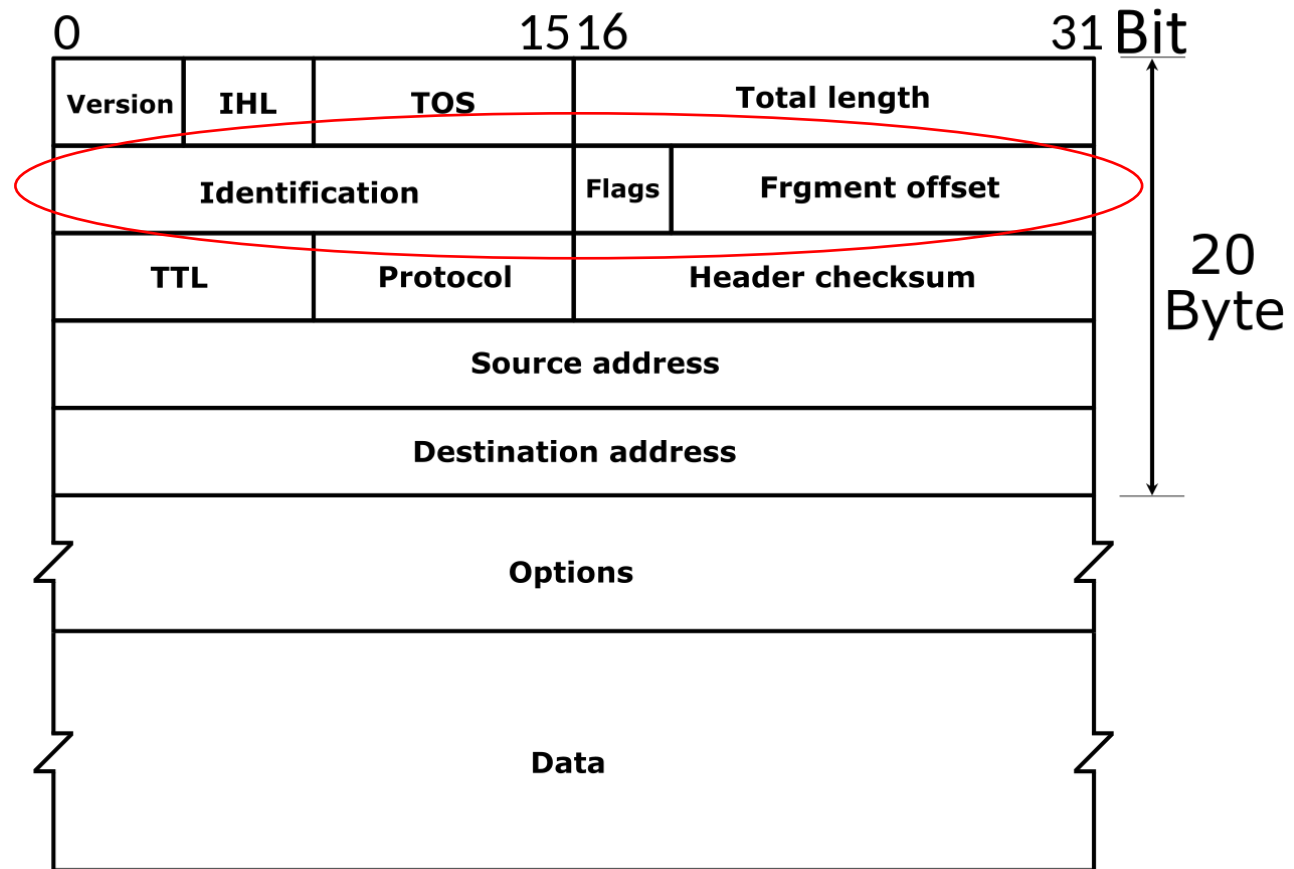 0 15 16 31 Bit
Version IHL TOS Total length
Identification Flags Frgment offset
TTL Protocol Header checksum
20
Byte
Source address
Destination address
Options
Data